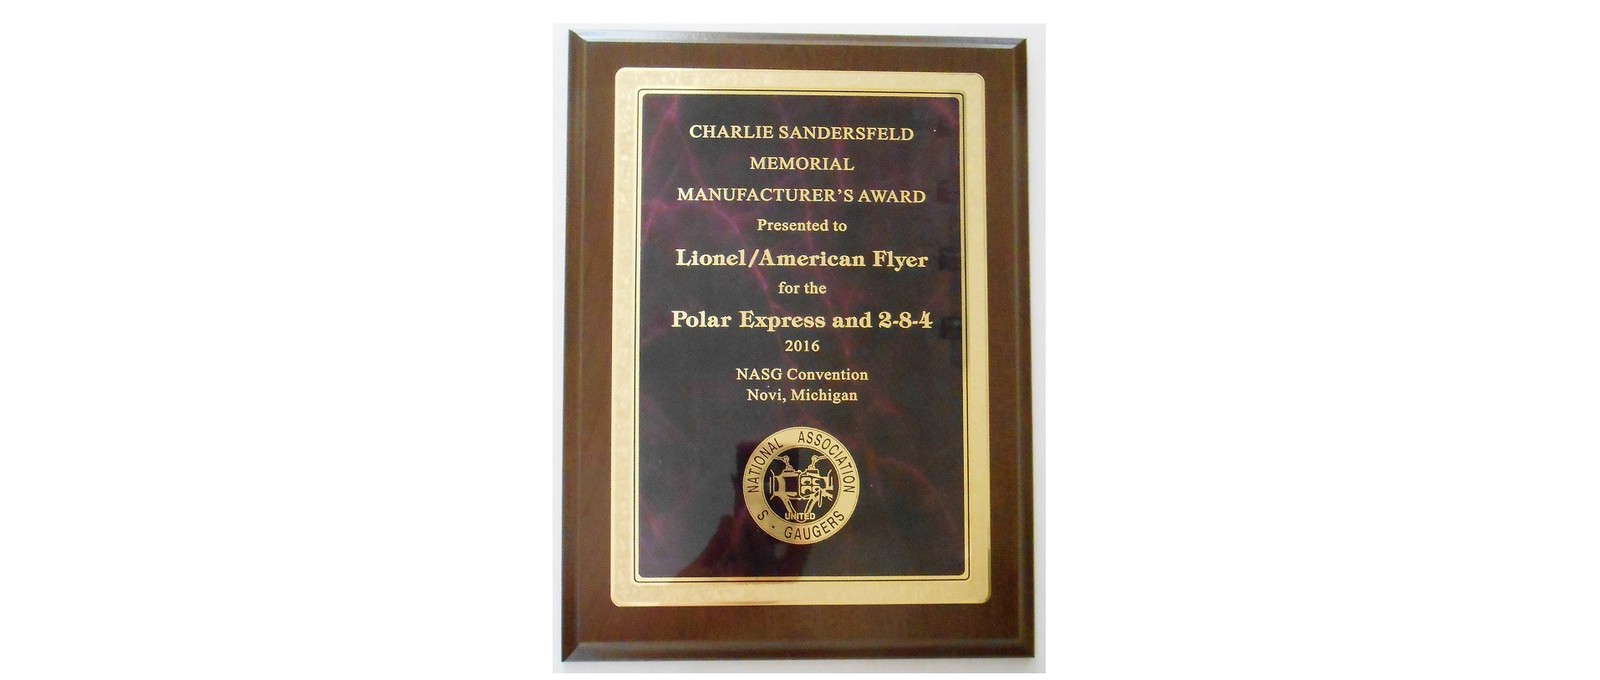 CHARLIE SANDERSFELD
MEMORIAL
MANUFACTURER'S AWARD
Presented to
Lionel/American Flyer
for the
Polar Express and 2-8-4
2016
NASG Convention
Novi, Michigan
NATIONAL ASSOCIATION
UNITED
S - GAUGERS